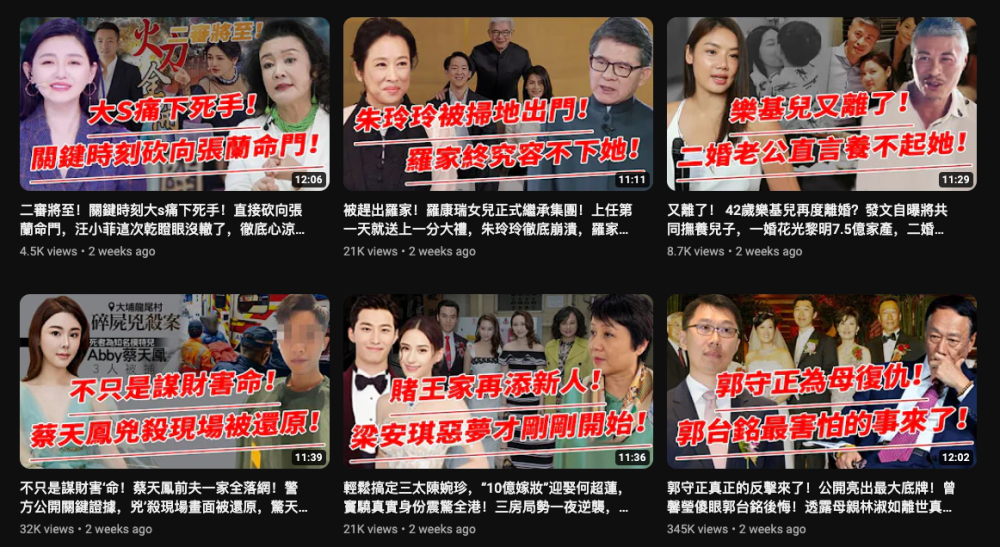 二審將至！
火刀
大S痛下死手！
關鍵時刻砍向張蘭命門！
12:06
朱玲玲被掃地出門！
羅家終究容不下她！
11:11
樂基兒又離了！
二婚老公直言養不起她！
11:29
二審將至！關鍵時刻大s痛下死手！直接砍向張
蘭命門，汪小菲這次乾瞪眼沒轍了，徹底心涼...
4.5K views • 2 weeks ago
被趕出羅家！羅康瑞女兒正式繼承集團！上任第
一天就送上一分大禮，朱玲玲徹底崩潰，羅家...
21K views • 2 weeks ago
又離了！ 42歲樂基兒再度離婚？發文自曝將共
同撫養兒子，一婚花光黎明7.5億家產，二婚...
8.7K views • 2 weeks ago
大埔龍尾村
碎屍兇殺案
死者為知名模特兒
Abby蔡天鳳
3人被捕
不只是謀財害命！
蔡天鳳兇殺現場被還原！
11:39
賭王家再添新人！
梁安琪惡夢才剛剛開始！
11:36
郭守正為母復仇！
郭台銘最害怕的事來了！
12:02
不只是謀財害‘命！蔡天鳳前夫一家全落網！警
方公開關鍵證據，兇‘殺現場畫面被還原，驚天...
32K views • 2 weeks ago
輕鬆搞定三太陳婉珍，“10億嫁妝”迎娶何超蓮，
竇驍真實身份震驚全港！三房局勢一夜逆襲，...
21K views • 2 weeks ago
郭守正真正的反擊來了！公開亮出最大底牌！曾
馨瑩傻眼郭台銘後悔！透露母親林淑如離世真...
345K views • 2 weeks ago